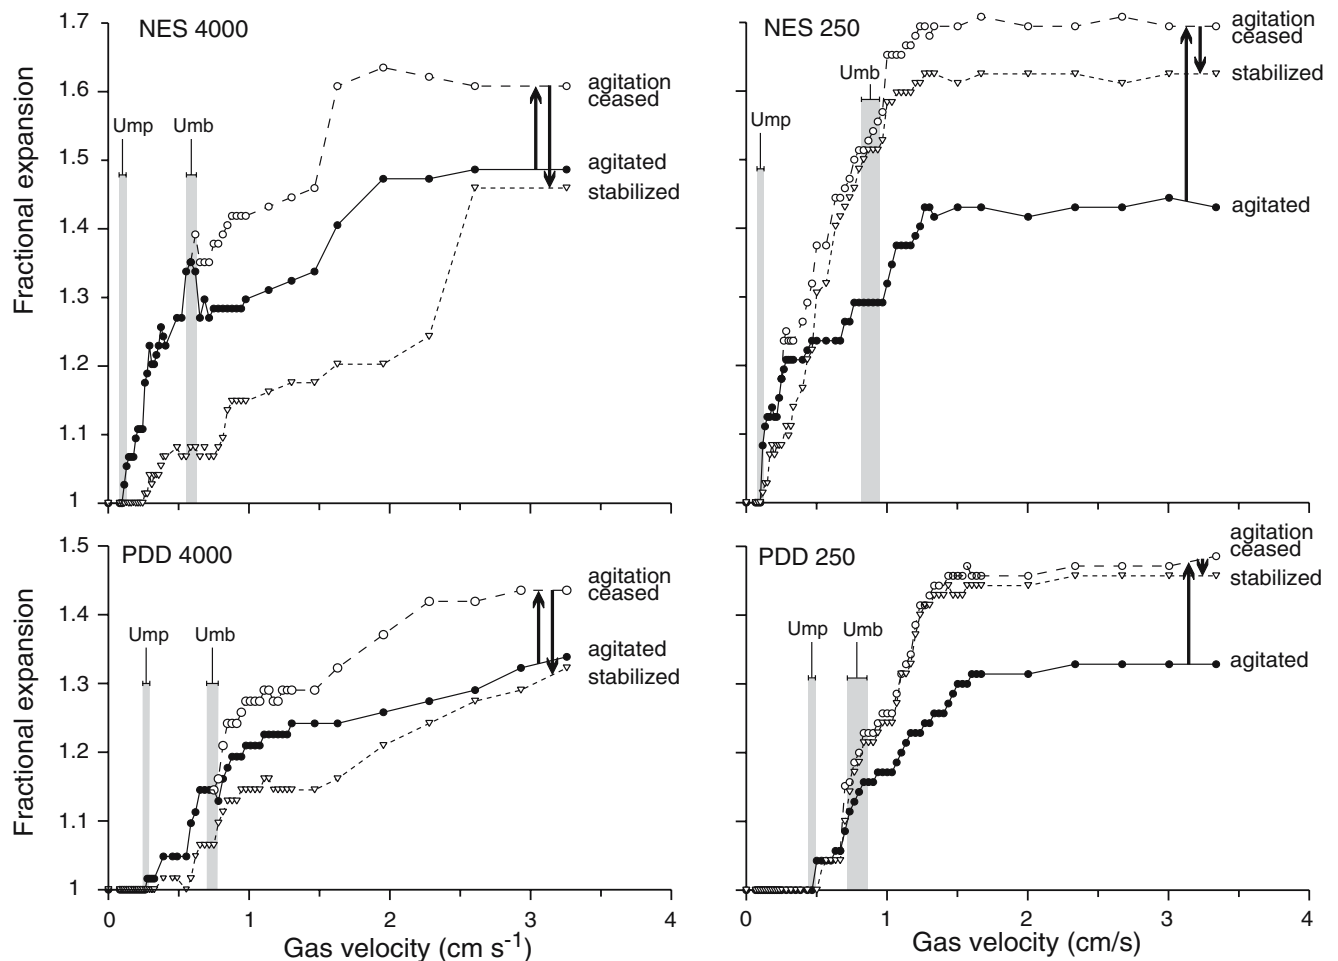 NES 4000
1.7
1.6
1.5
1.4
1.3
1.2
1.1
1
Fractional expansion
Ump
Umb
agitation
ceased
agitated
stabilized
NES 250
Umb
Ump
agitation
ceased
stabilized
agitated
PDD 4000
1.5
1.4
1.3
1.2
1.1
1
Fractional expansion
Ump
Umb
agitation
ceased
agitated
stabilized
0 1 2 3 4
Gas velocity (cm s⁻¹)
PDD 250
Ump
Umb
agitation
ceased
stabilized
agitated
0 1 2 3 4
Gas velocity (cm/s)